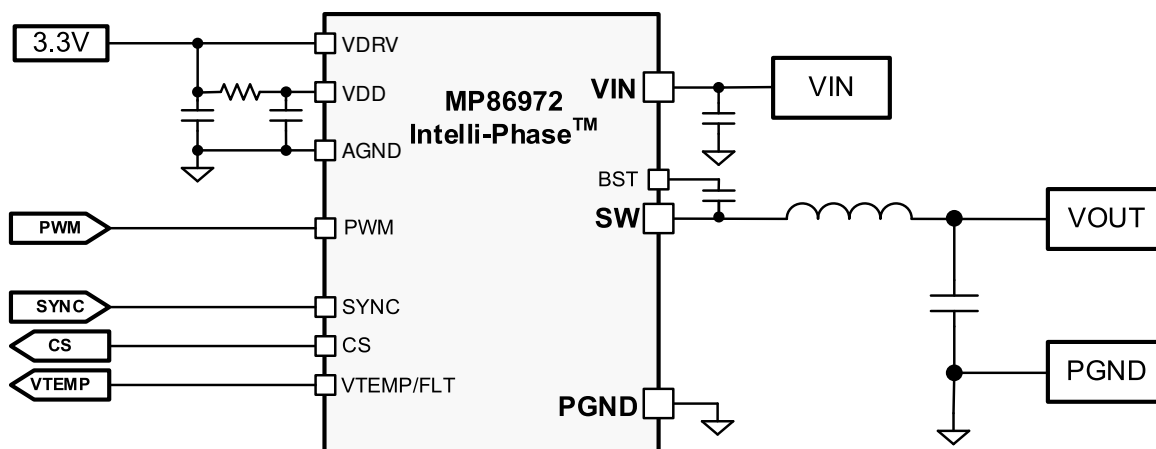 3.3V
VDRV
VDD
AGND
PWM
PWM
SYNC
SYNC
CS
CS
VTEMP
VTEMP/FLT
MP86972
Intelli-Phase™
VIN
VIN
BST
SW
VOUT
PGND
PGND